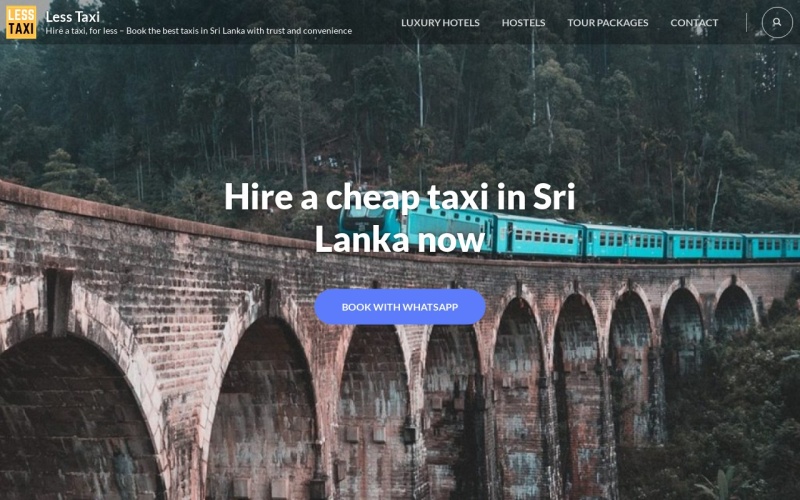 LESS
TAXI
Less Taxi
Hire a taxi, for less – Book the best taxis in Sri Lanka with trust and convenience
LUXURY HOTELS
HOSTELS
TOUR PACKAGES
CONTACT
Hire a cheap taxi in Sri
Lanka now
BOOK WITH WHATSAPP